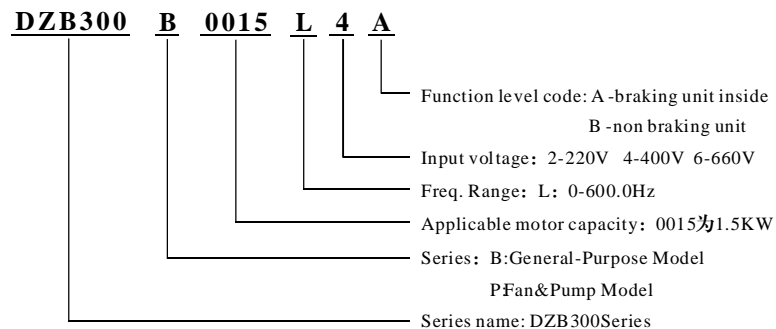 DZB300 B 0015 L 4 A
Function level code: A -braking unit inside
B -non braking unit
Input voltage：2-220V 4-400V 6-660V
Freq. Range：L：0-600.0Hz
Applicable motor capacity：0015为1.5KW
Series：B:General-Purpose Model
P:Fan&Pump Model
Series name: DZB300Series